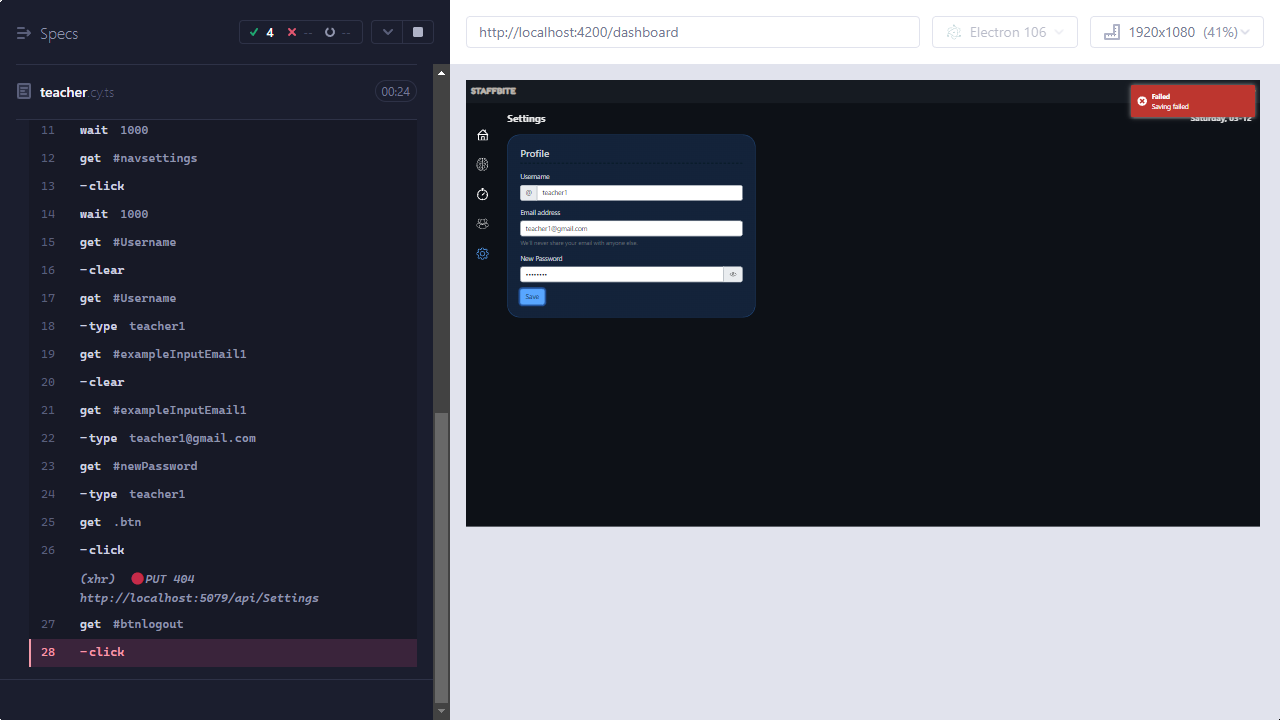 Specs
4
--
--
teacher.cy.ts
00:24
11 wait 1000
12 get #navsettings
13 -click
14 wait 1000
15 get #Username
16 -clear
17 get #Username
18 -type teacher1
19 get #exampleInputEmail1
20 -clear
21 get #exampleInputEmail1
22 -type teacher1@gmail.com
23 get #newPassword
24 -type teacher1
25 get .btn
26 -click
(xhr) PUT 404
http://localhost:5079/api/Settings
27 get #btnlogout
28 -click
http://localhost:4200/dashboard
Electron 106
1920x1080 (41%)
STAFFBITE
Failed
Saving failed
Settings
Saturday, 03-12
Profile
Username
@ teacher1
Email address
teacher1@gmail.com
We'll never share your email with anyone else.
New Password
••••••••
Save